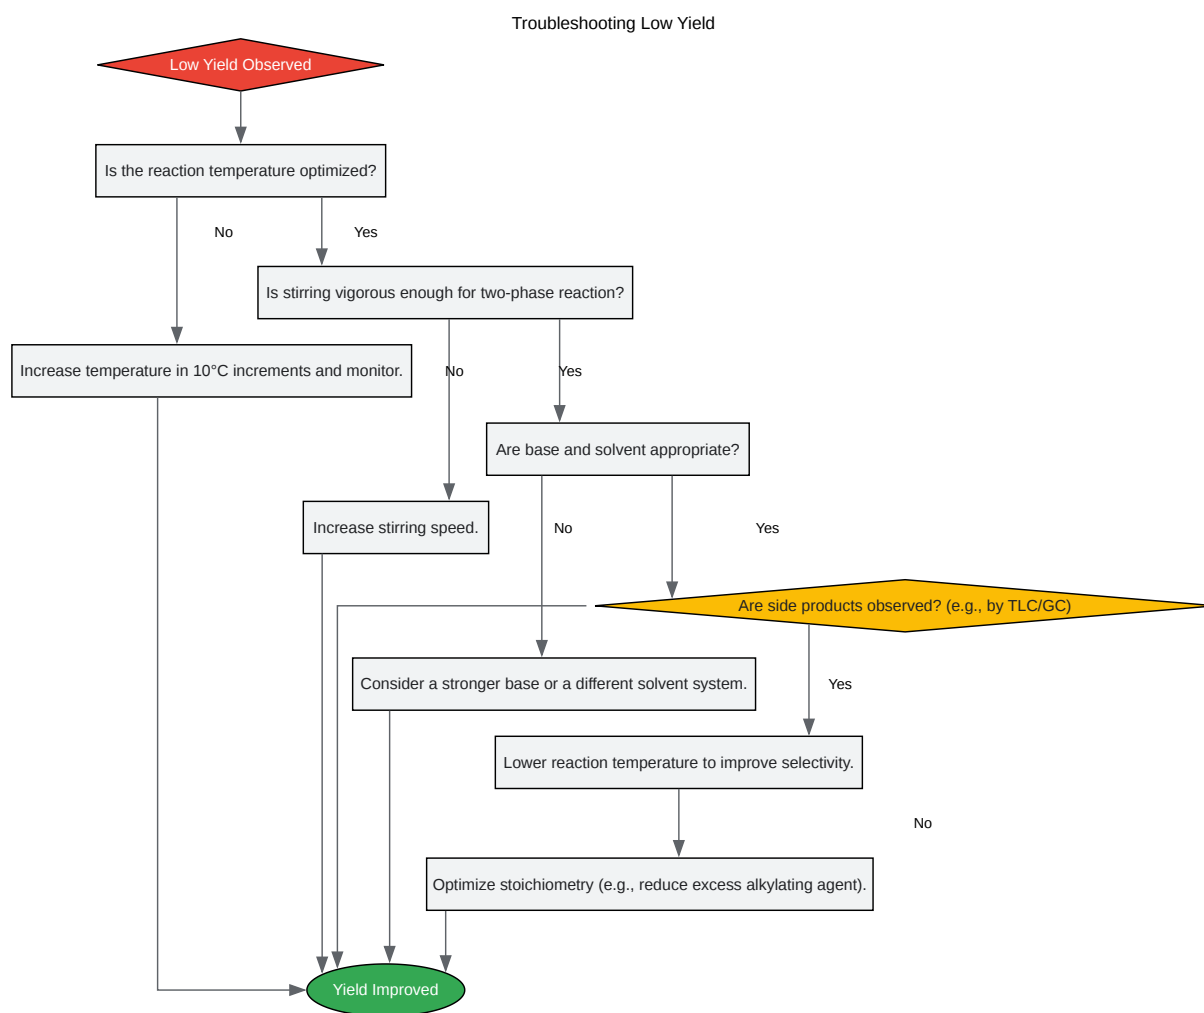 Troubleshooting Low Yield
Low Yield Observed
Is the reaction temperature optimized?
No
Yes
Is stirring vigorous enough for two-phase reaction?
Increase temperature in 10°C increments and monitor.
No
Yes
Are base and solvent appropriate?
Increase stirring speed.
No
Yes
Are side products observed? (e.g., by TLC/GC)
Consider a stronger base or a different solvent system.
Yes
Lower reaction temperature to improve selectivity.
No
Optimize stoichiometry (e.g., reduce excess alkylating agent).
Yield Improved